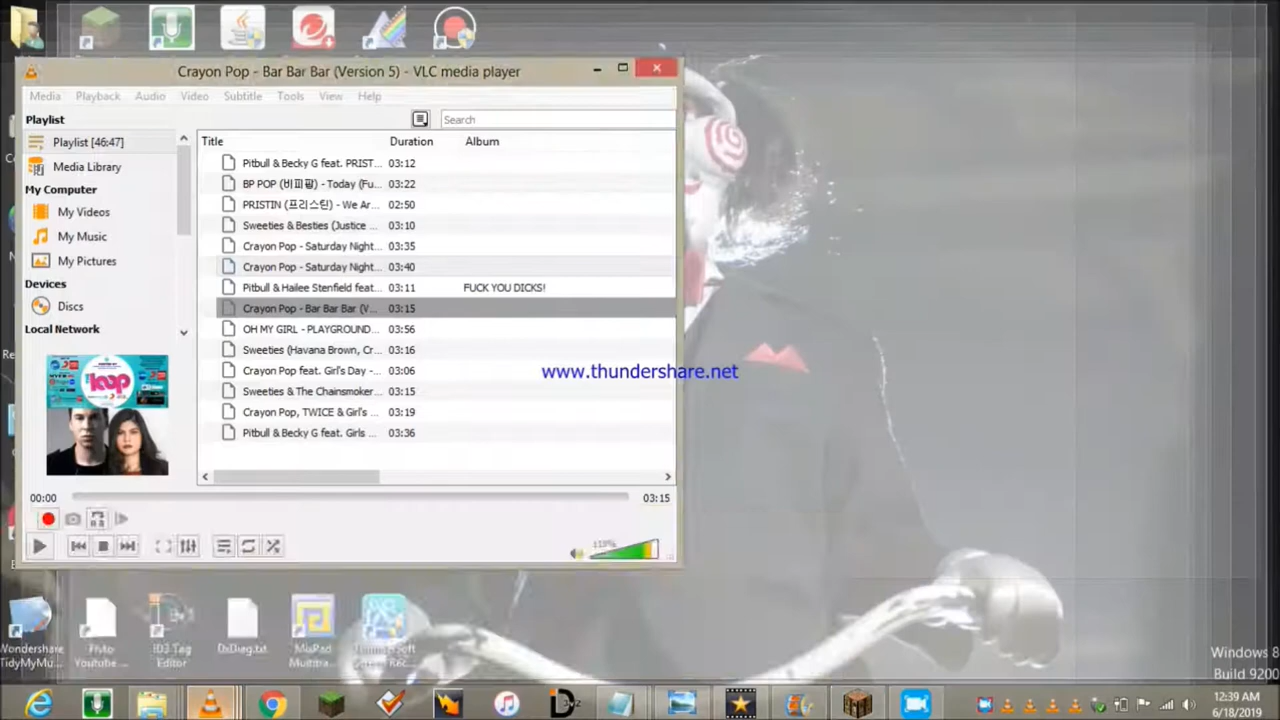 Crayon Pop - Bar Bar Bar (Version 5) - VLC media player
Media Playback Audio Video Subtitle Tools View Help
Playlist
Search
Playlist [46:47]
Media Library
My Computer
My Videos
My Music
My Pictures
Devices
Discs
Local Network
Title Duration Album
Pitbull & Becky G feat. PRIST... 03:12
BP POP (비피팝) - Today (Fu... 03:22
PRISTIN (프리스틴) - We Ar... 02:50
Sweeties & Besties (Justice ... 03:10
Crayon Pop - Saturday Night... 03:35
Crayon Pop - Saturday Night... 03:40
Pitbull & Hailee Stenfield feat... 03:11 FUCK YOU DICKS!
Crayon Pop - Bar Bar Bar (V... 03:15
OH MY GIRL - PLAYGROUND... 03:56
Sweeties (Havana Brown, Cr... 03:16
Crayon Pop feat. Girl's Day -... 03:06
Sweeties & The Chainsmoker... 03:15
Crayon Pop, TWICE & Girl's ... 03:19
Pitbull & Becky G feat. Girls ... 03:36
www.thundershare.net
the loop
00:00 03:15
113%
Wondershare
TidyMyMu...
Flvto
Youtube...
ID3 Tag
Editor
DxDiag.txt
MixPad
Multitra...
Windows 8
Build 9200
12:39 AM
6/18/2019